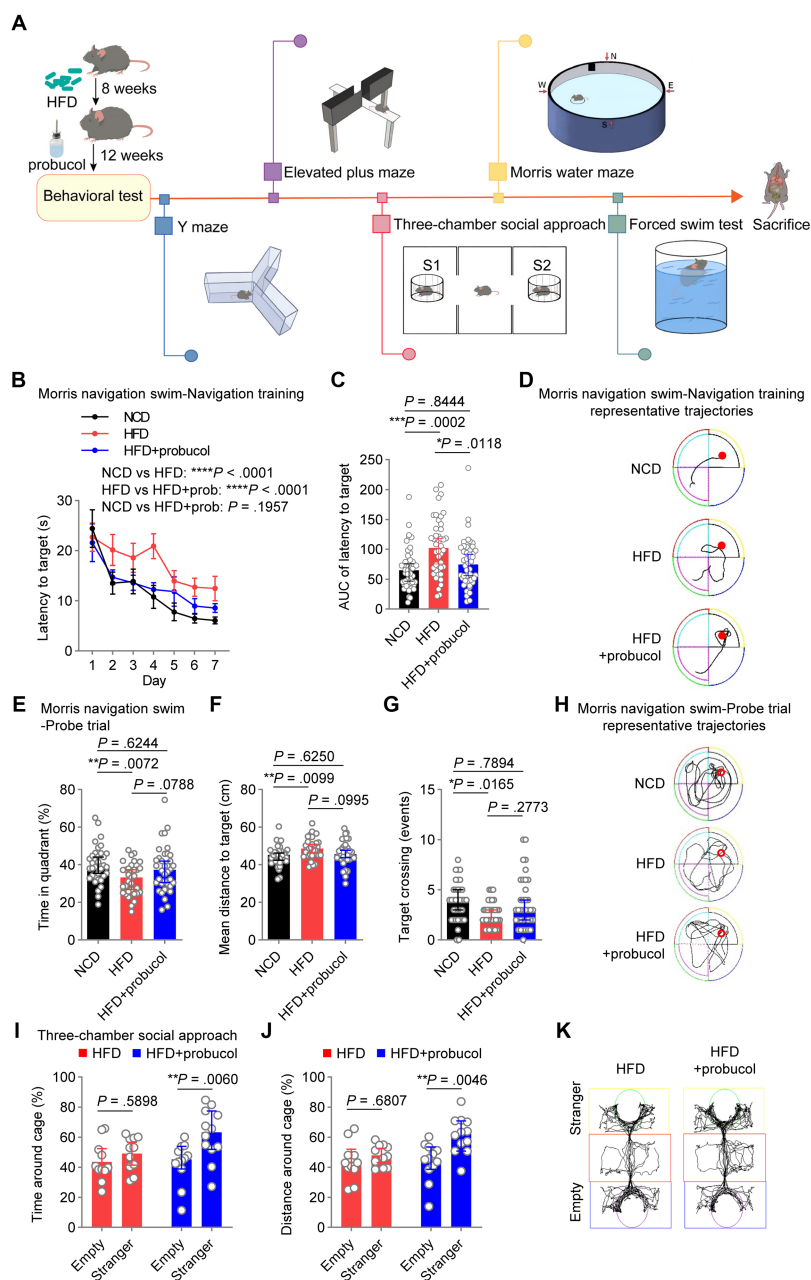 A
8 weeks
HFD
12 weeks
probucol
Behavioral test
Y maze
Elevated plus maze
Three-chamber social approach
Morris water maze
Forced swim test
Sacrifice
N
W
E
S
S1
S2
B
Morris navigation swim-Navigation training
NCD
HFD
HFD+probucol
NCD vs HFD: ****P < .0001
HFD vs HFD+prob: ****P < .0001
NCD vs HFD+prob: P = .1957
Latency to target (s)
30
20
10
0
1 2 3 4 5 6 7
Day
C
P = .8444
***P = .0002
*P = .0118
AUC of latency to target
250
200
150
100
50
0
NCD
HFD
HFD+probucol
D
Morris navigation swim-Navigation training
representative trajectories
NCD
HFD
HFD
+probucol
E
Morris navigation swim
-Probe trial
P = .6244
**P = .0072
P = .0788
Time in quadrant (%)
80
60
40
20
0
NCD
HFD
HFD+probucol
F
P = .6250
**P = .0099
P = .0995
Mean distance to target (cm)
80
60
40
20
0
NCD
HFD
HFD+probucol
G
P = .7894
*P = .0165
P = .2773
Target crossing (events)
15
10
5
0
NCD
HFD
HFD+probucol
H
Morris navigation swim-Probe trial
representative trajectories
NCD
HFD
HFD
+probucol
I
Three-chamber social approach
HFD
HFD+probucol
P = .5898
**P = .0060
Time around cage (%)
100
80
60
40
20
0
Empty
Stranger
Empty
Stranger
J
HFD
HFD+probucol
P = .6807
**P = .0046
Distance around cage (%)
100
80
60
40
20
0
Empty
Stranger
Empty
Stranger
K
HFD
HFD
+probucol
Stranger
Empty